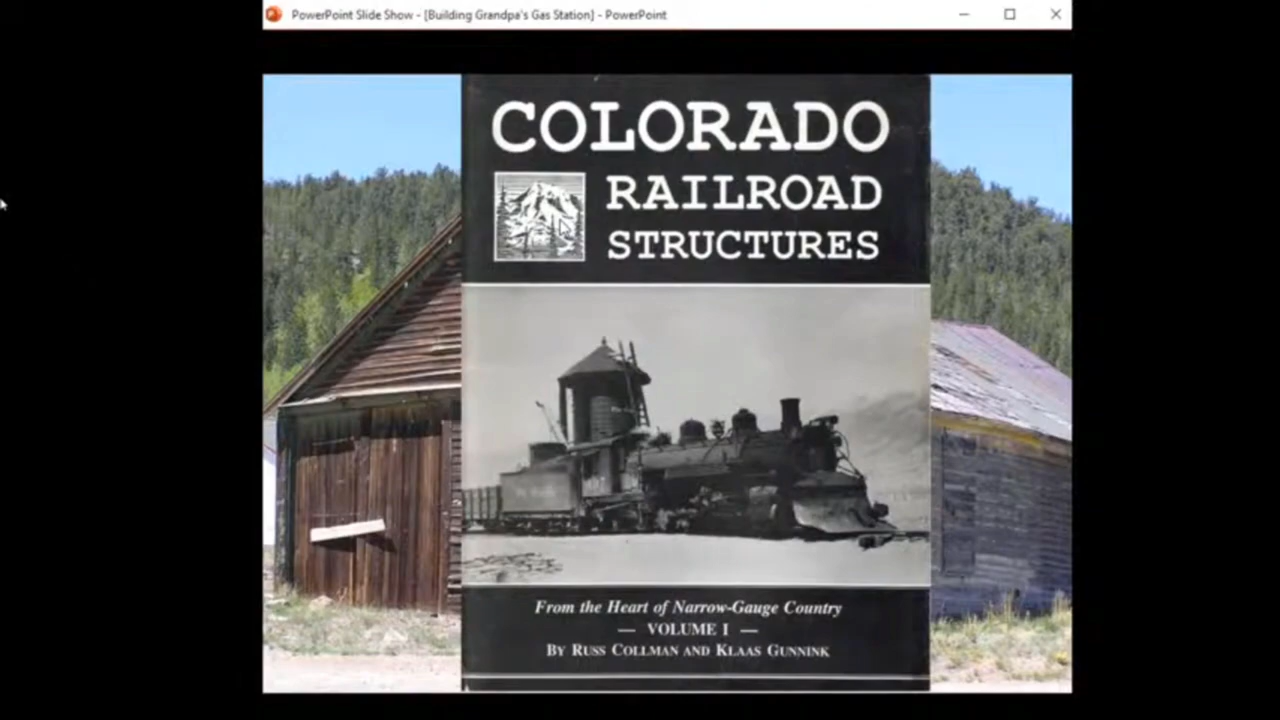 PowerPoint Slide Show - [Building Grandpa's Gas Station] - PowerPoint
COLORADO
RAILROAD
STRUCTURES
From the Heart of Narrow-Gauge Country
— VOLUME I —
BY RUSS COLLMAN AND KLAAS GUNNINK